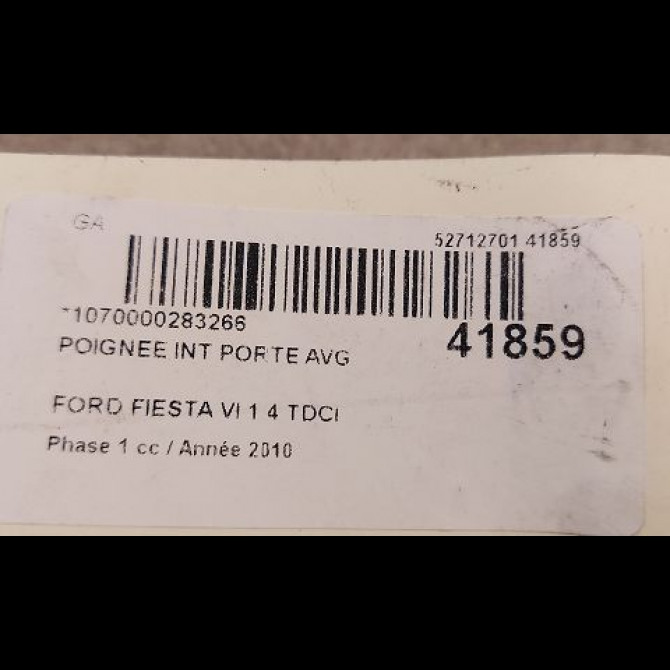 GA
52712701 41859
*1070000283266
41859
POIGNEE INT PORTE AVG
FORD FIESTA VI 1 4 TDCI
Phase 1 cc / Année 2010